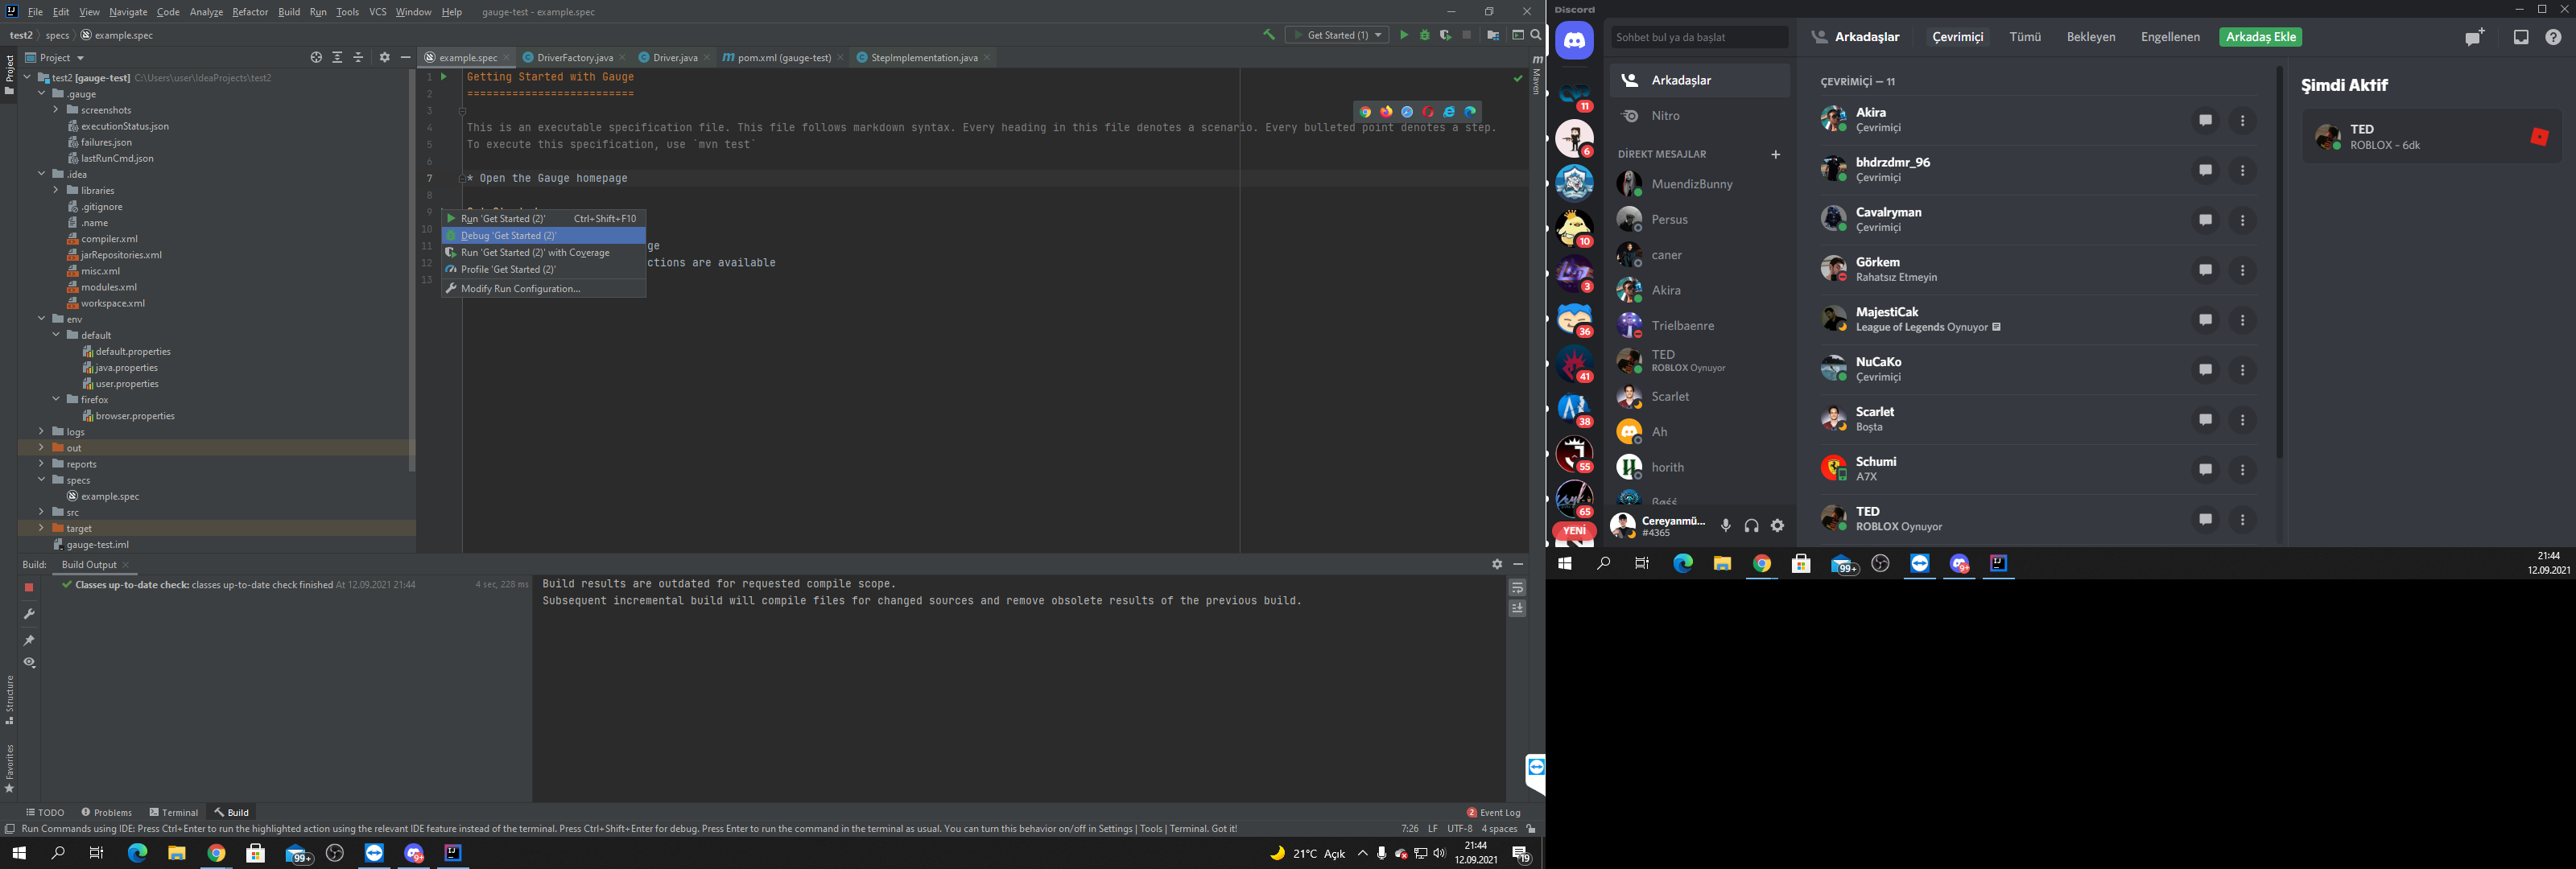 File Edit View Navigate Code Analyze Refactor Build Run Tools VCS Window Help gauge-test - example.spec
test2 specs example.spec
Get Started (1)
Project
Project
example.spec DriverFactory.java Driver.java pom.xml (gauge-test) StepImplementation.java
Maven
test2 [gauge-test] C:\Users\user\IdeaProjects\test2
.gauge
screenshots
executionStatus.json
failures.json
lastRunCmd.json
.idea
libraries
.gitignore
.name
compiler.xml
jarRepositories.xml
misc.xml
modules.xml
workspace.xml
env
default
default.properties
java.properties
user.properties
firefox
browser.properties
logs
out
reports
specs
example.spec
src
target
gauge-test.iml
1 Getting Started with Gauge
2 ==========================
3
4 This is an executable specification file. This file follows markdown syntax. Every heading in this file denotes a scenario. Every bulleted point denotes a step.
5 To execute this specification, use `mvn test`
6
7 * Open the Gauge homepage
8
9
10
11 ge
12 ctions are available
13
Run 'Get Started (2)' Ctrl+Shift+F10
Debug 'Get Started (2)'
Run 'Get Started (2)' with Coverage
Profile 'Get Started (2)'
Modify Run Configuration...
Build: Build Output
Classes up-to-date check: classes up-to-date check finished At 12.09.2021 21:44 4 sec, 228 ms
Build results are outdated for requested compile scope.
Subsequent incremental build will compile files for changed sources and remove obsolete results of the previous build.
Structure
Favorites
TODO Problems Terminal Build
2 Event Log
Run Commands using IDE: Press Ctrl+Enter to run the highlighted action using the relevant IDE feature instead of the terminal. Press Ctrl+Shift+Enter for debug. Press Enter to run the command in the terminal as usual. You can turn this behavior on/off in Settings | Tools | Terminal. Got it!
7:26 LF UTF-8 4 spaces
99+
9+
21°C Açık
21:44
12.09.2021
19
Discord
11
6
10
3
36
41
38
55
65
YENİ
Sohbet bul ya da başlat
Arkadaşlar
Nitro
DİREKT MESAJLAR
MuendizBunny
Persus
caner
Akira
Trielbaenre
TED
ROBLOX Oynuyor
Scarlet
Ah
horith
Cereyanmü...
#4365
Arkadaşlar Çevrimiçi Tümü Bekleyen Engellenen Arkadaş Ekle
ÇEVRİMİÇİ — 11
Akira
Çevrimiçi
bhdrzdmr_96
Çevrimiçi
Cavalryman
Çevrimiçi
Görkem
Rahatsız Etmeyin
MajestiCak
League of Legends Oynuyor
NuCaKo
Çevrimiçi
Scarlet
Boşta
Schumi
A7X
TED
ROBLOX Oynuyor
Şimdi Aktif
TED
ROBLOX - 6dk
99+
9+
21:44
12.09.2021